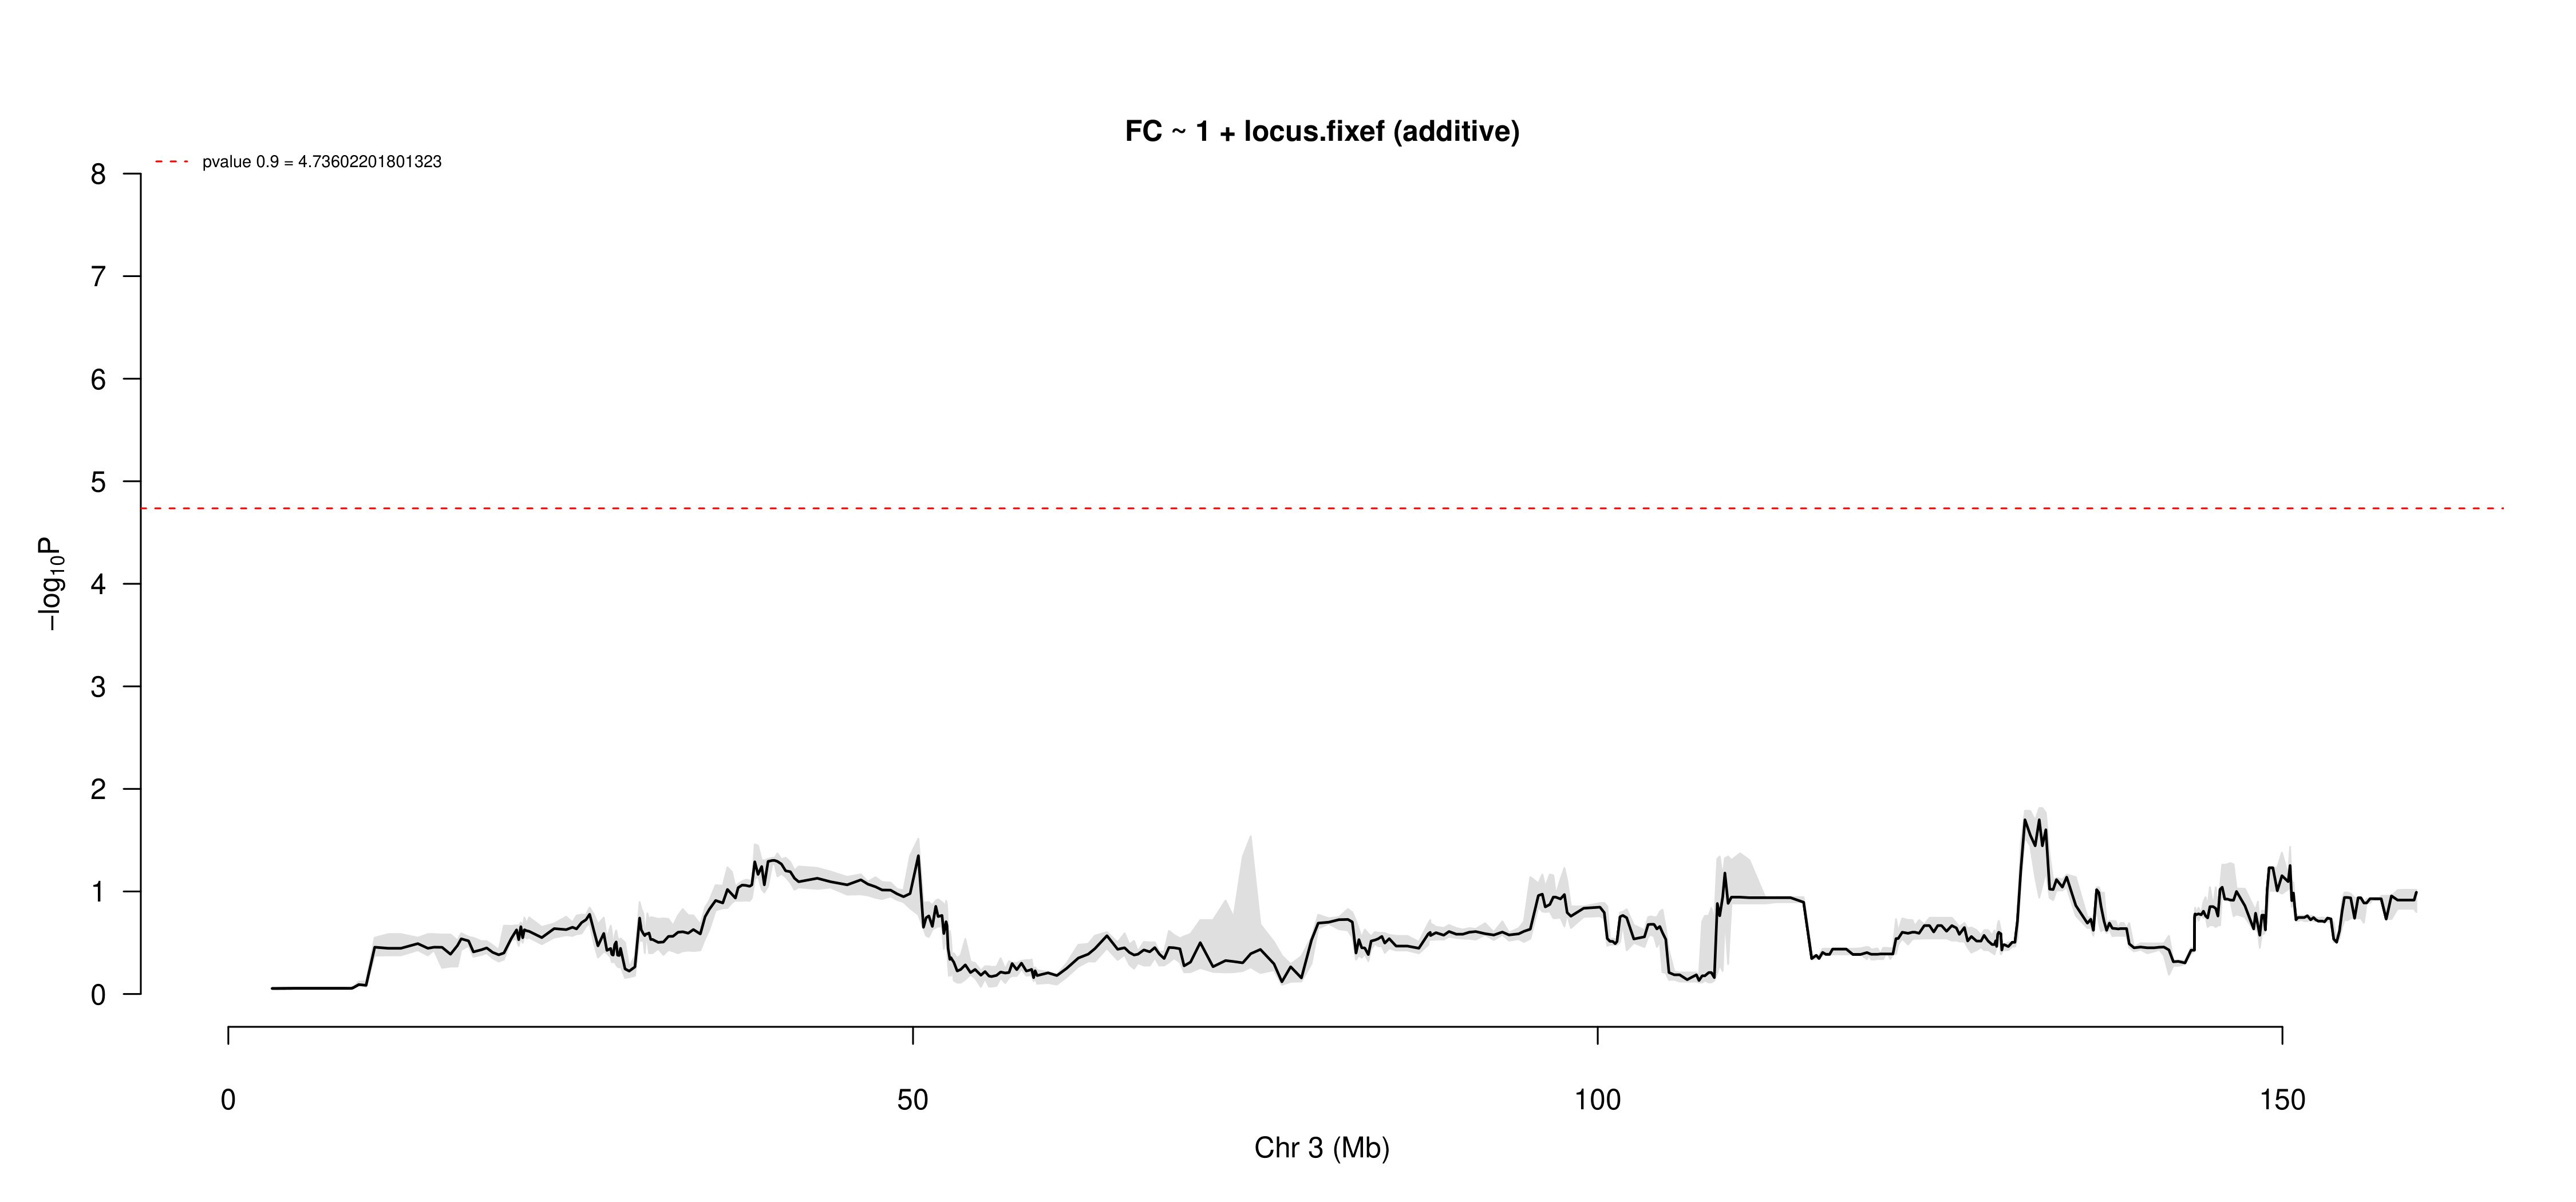 FC ~ 1 + locus.fixef (additive)
pvalue 0.9 = 4.73602201801323
8
7
6
5
4
3
2
1
0
−log10P
0 50 100 150
Chr 3 (Mb)